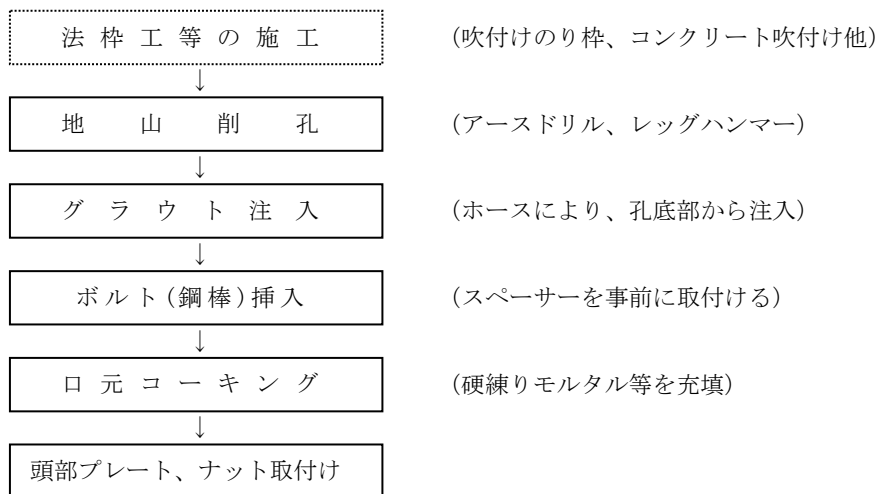 法枠工等の施工 (吹付けのり枠、コンクリート吹付け他)
↓
地山削孔 (アースドリル、レッグハンマー)
↓
グラウト注入 (ホースにより、孔底部から注入)
↓
ボルト(鋼棒)挿入 (スペーサーを事前に取付ける)
↓
口元コーキング (硬練りモルタル等を充填)
↓
頭部プレート、ナット取付け